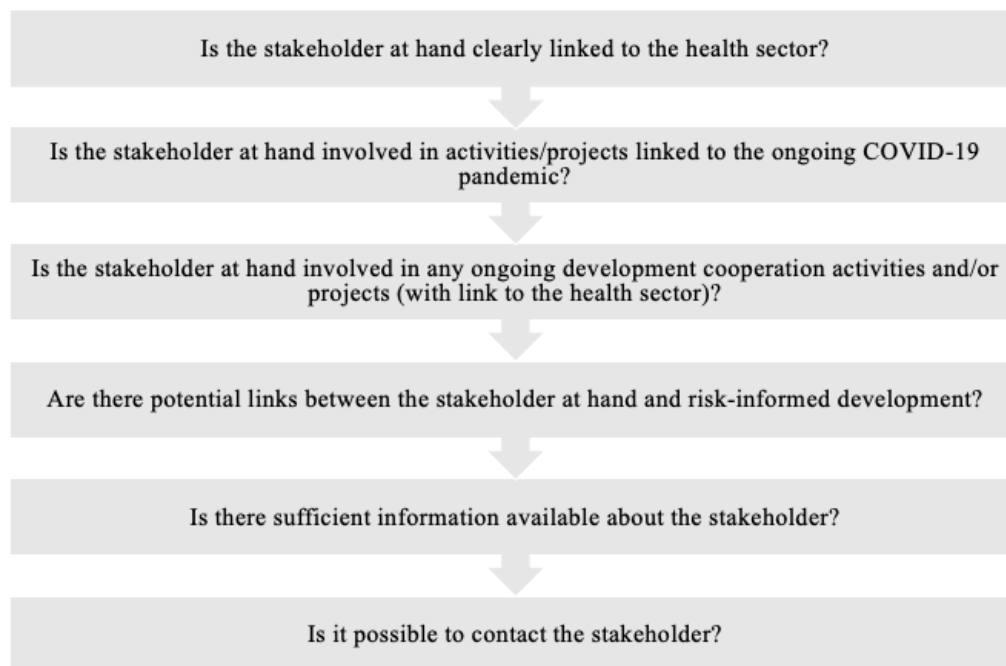 Is the stakeholder at hand clearly linked to the health sector?
Is the stakeholder at hand involved in activities/projects linked to the ongoing COVID-19
pandemic?
Is the stakeholder at hand involved in any ongoing development cooperation activities and/or
projects (with link to the health sector)?
Are there potential links between the stakeholder at hand and risk-informed development?
Is there sufficient information available about the stakeholder?
Is it possible to contact the stakeholder?